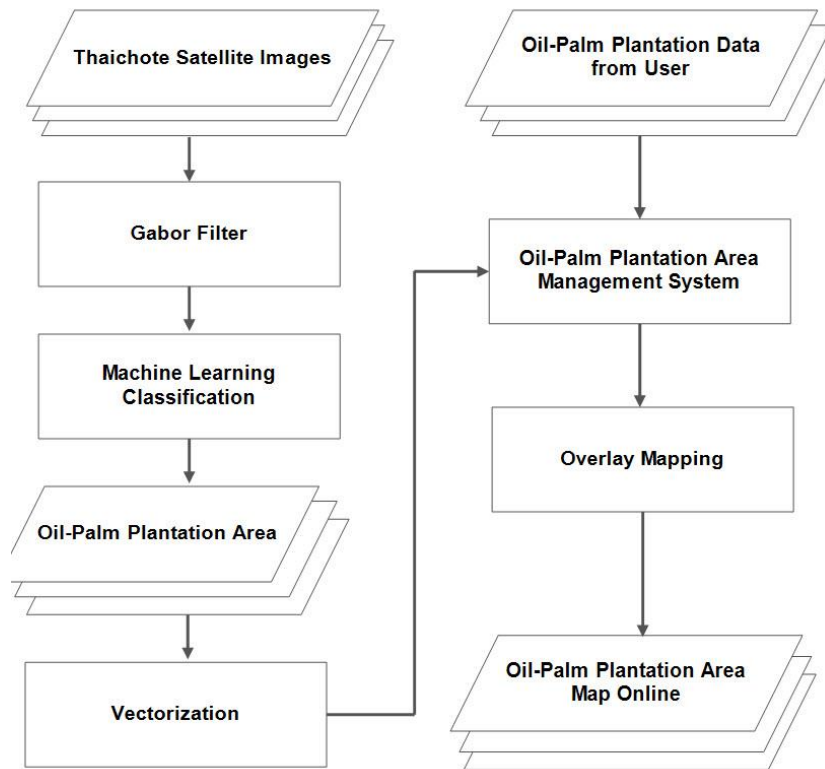 Thaichote Satellite Images
Gabor Filter
Machine Learning
Classification
Oil-Palm Plantation Area
Vectorization
Oil-Palm Plantation Data
from User
Oil-Palm Plantation Area
Management System
Overlay Mapping
Oil-Palm Plantation Area
Map Online